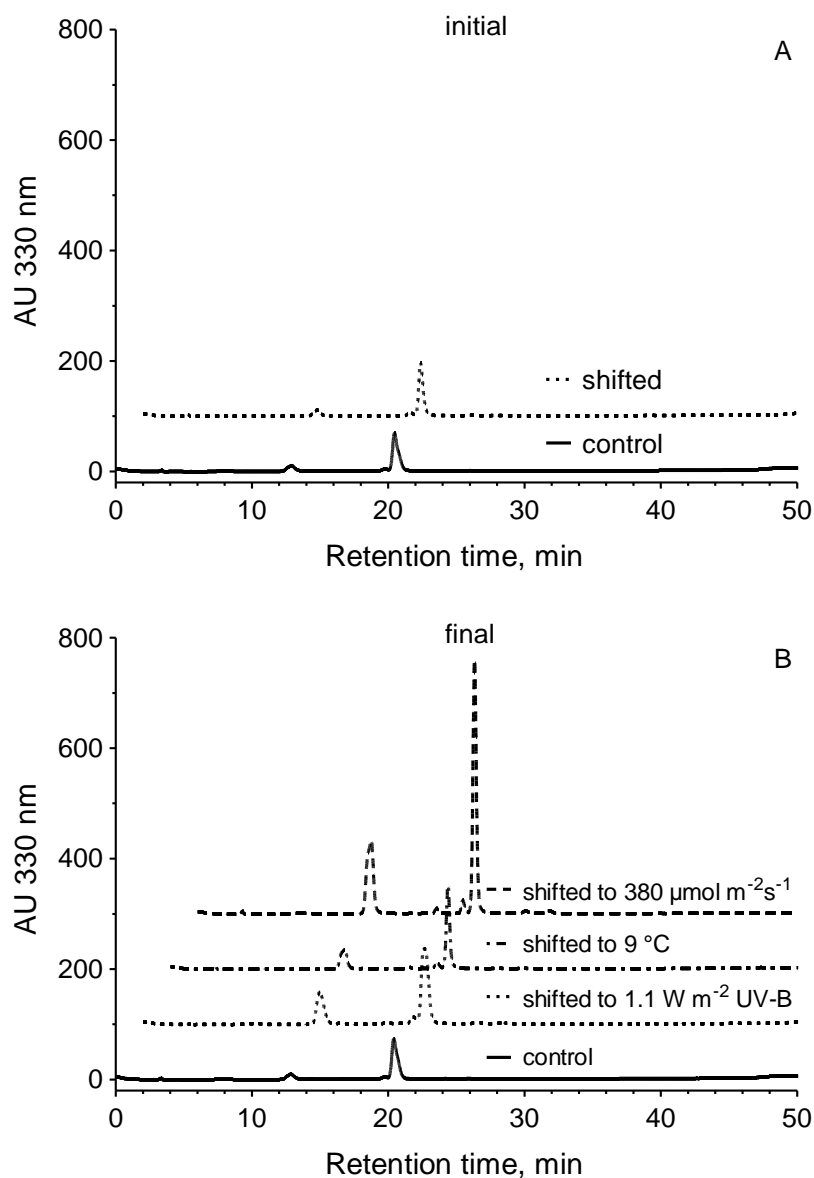 initial
A
800
600
400
200
0
AU 330 nm
shifted
control
0 10 20 30 40 50
Retention time, min
final
B
800
600
400
200
0
AU 330 nm
shifted to 380 µmol m⁻²s⁻¹
shifted to 9 °C
shifted to 1.1 W m⁻² UV-B
control
0 10 20 30 40 50
Retention time, min